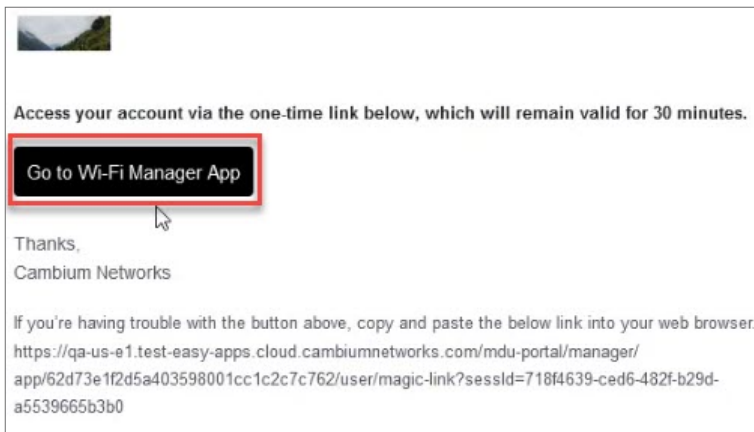 Access your account via the one-time link below, which will remain valid for 30 minutes.
Go to Wi-Fi Manager App
Thanks,
Cambium Networks
If you're having trouble with the button above, copy and paste the below link into your web browser.
https://qa-us-e1.test-easy-apps.cloud.cambiumnetworks.com/mdu-portal/manager/
app/62d73e1f2d5a403598001cc1c2c7c762/user/magic-link?sessId=718f4639-ced6-482f-b29d-
a5539665b3b0